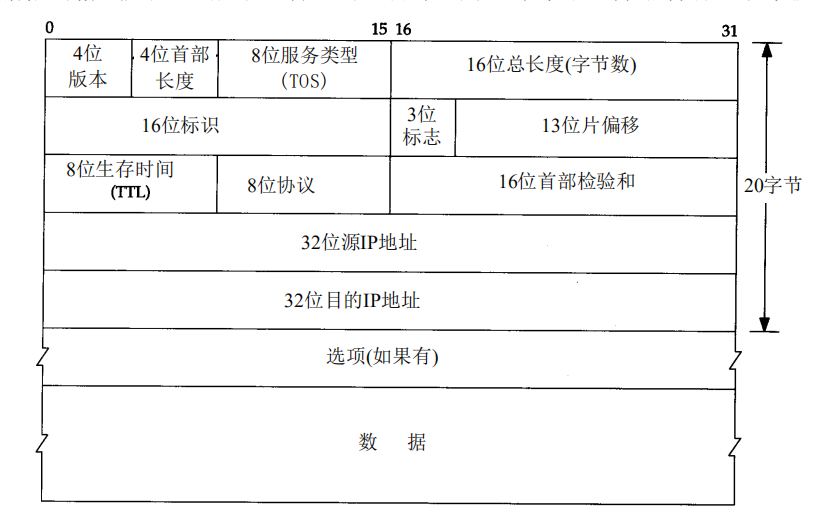 0 15 16 31
4位 版本
4位首部 长度
8位服务类型 (TOS)
16位总长度(字节数)
16位标识
3位 标志
13位片偏移
8位生存时间 (TTL)
8位协议
16位首部检验和
20字节
32位源IP地址
32位目的IP地址
选项(如果有)
数 据